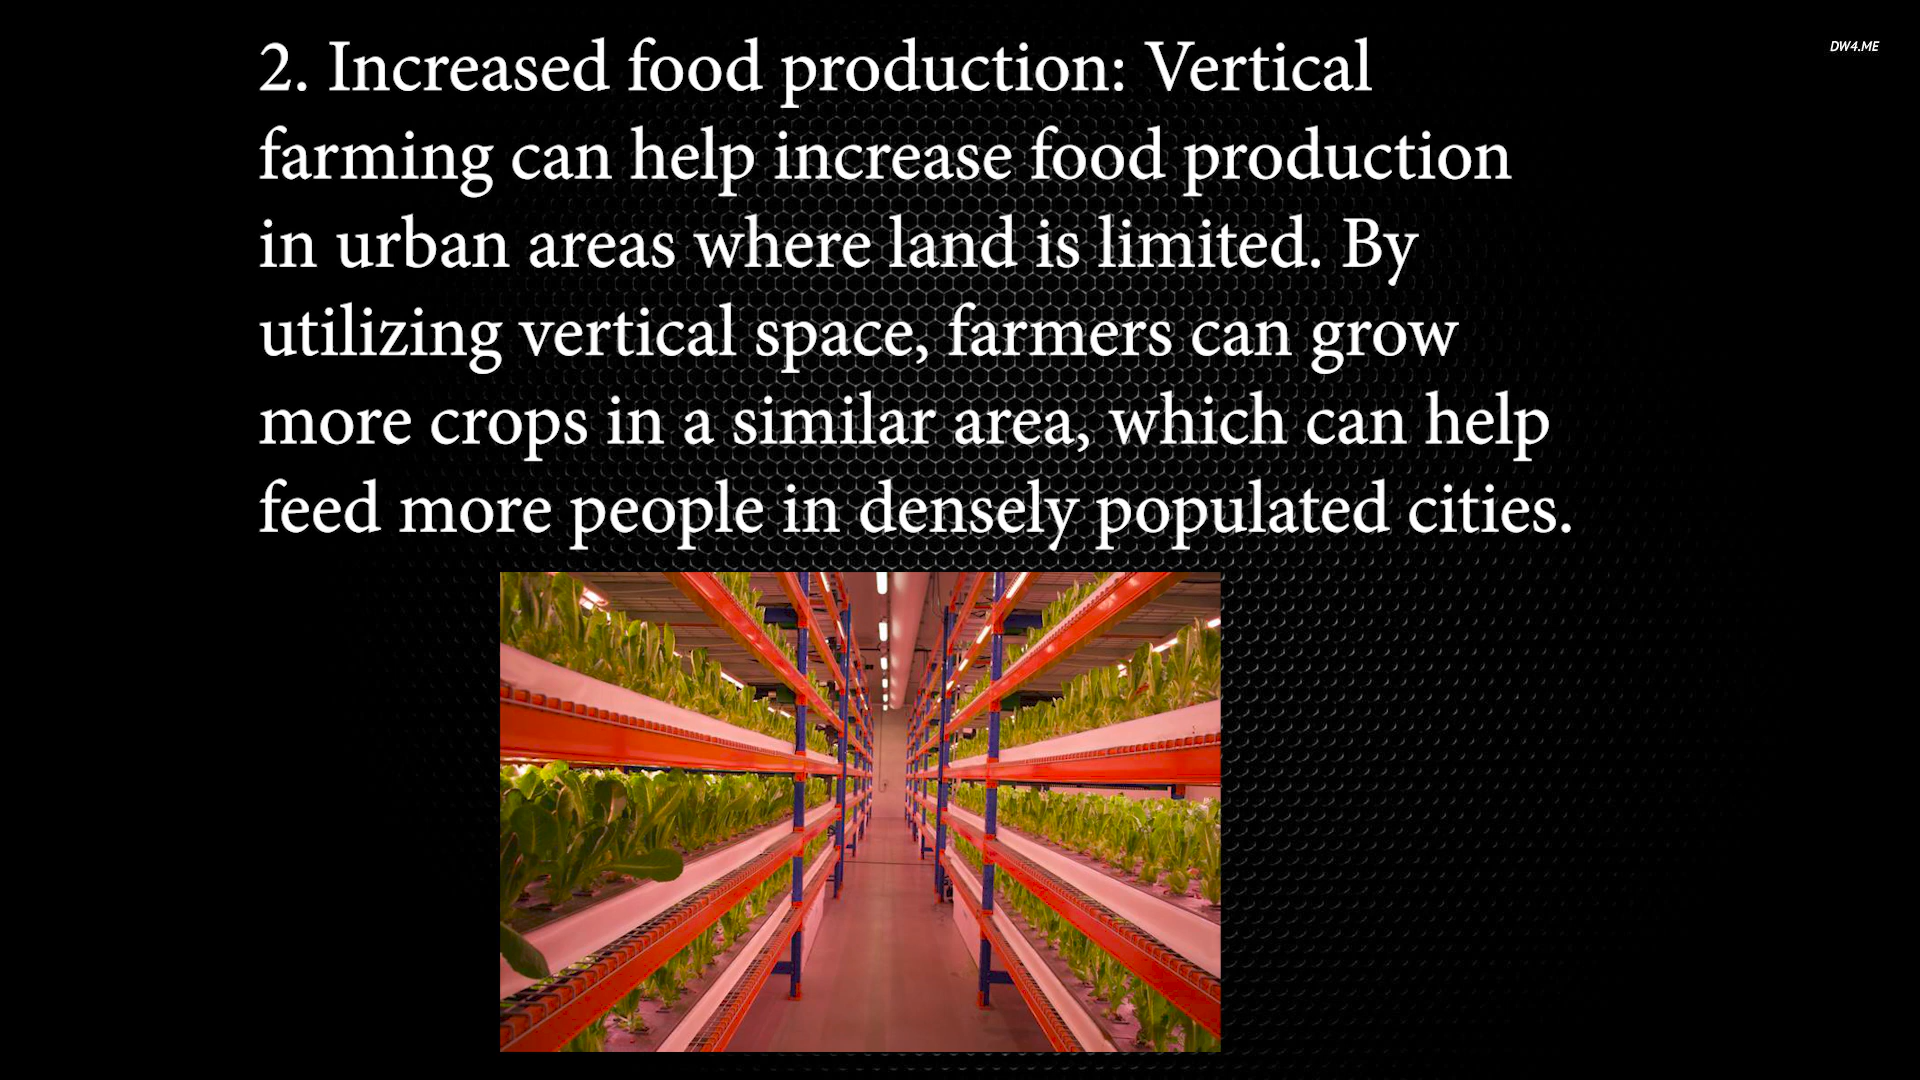 DW4.ME
2. Increased food production: Vertical
farming can help increase food production
in urban areas where land is limited. By
utilizing vertical space, farmers can grow
more crops in a similar area, which can help
feed more people in densely populated cities.